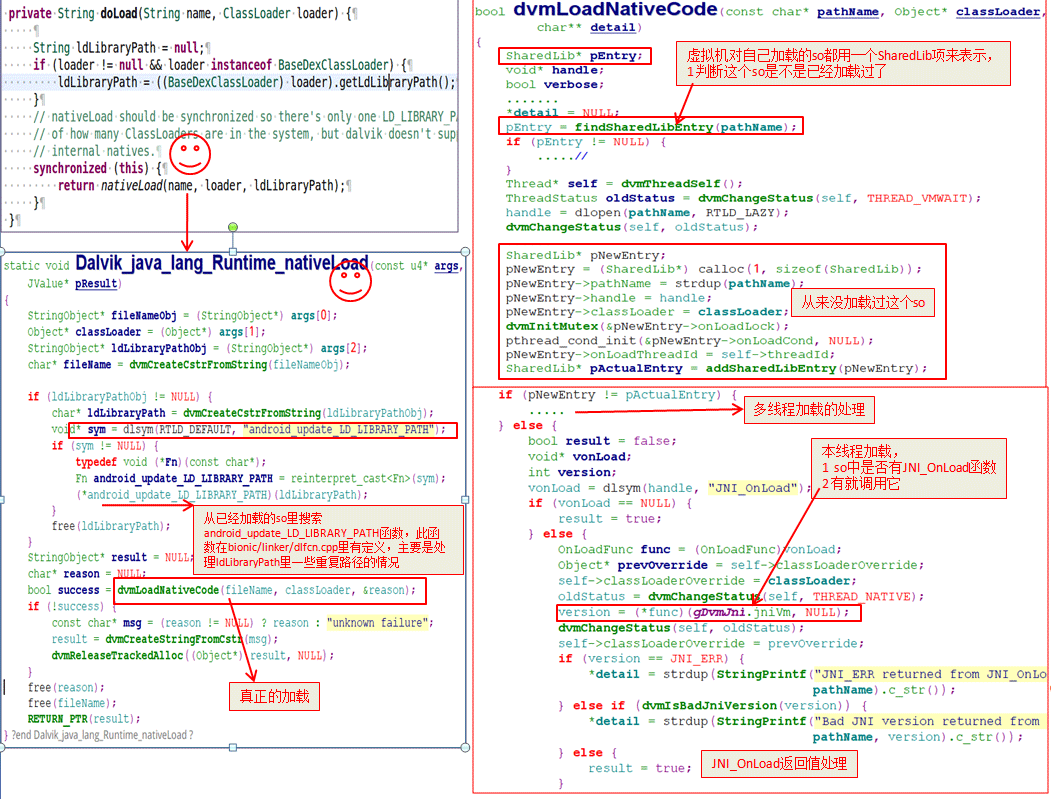 private String doLoad(String name, ClassLoader loader) {
String ldLibraryPath = null;
if (loader != null && loader instanceof BaseDexClassLoader) {
ldLibraryPath = ((BaseDexClassLoader) loader).getLdLibraryPath();
}
// nativeLoad should be synchronized so there's only one LD_LIBRARY_PA
// of how many ClassLoaders are in the system, but dalvik doesn't supp
// internal natives.
synchronized (this) {
return nativeLoad(name, loader, ldLibraryPath);
}
}
static void Dalvik_java_lang_Runtime_nativeLoad(const u4* args,
JValue* pResult)
{
StringObject* fileNameObj = (StringObject*) args[0];
Object* classLoader = (Object*) args[1];
StringObject* ldLibraryPathObj = (StringObject*) args[2];
char* fileName = dvmCreateCstrFromString(fileNameObj);
if (ldLibraryPathObj != NULL) {
char* ldLibraryPath = dvmCreateCstrFromString(ldLibraryPathObj);
void* sym = dlsym(RTLD_DEFAULT, "android_update_LD_LIBRARY_PATH");
if (sym != NULL) {
typedef void (*Fn)(const char*);
Fn android_update_LD_LIBRARY_PATH = reinterpret_cast<Fn>(sym);
(*android_update_LD_LIBRARY_PATH)(ldLibraryPath);
}
free(ldLibraryPath);
}
从已经加载的so里搜索
android_update_LD_LIBRARY_PATH函数，此函
数在bionic/linker/dlfcn.cpp里有定义，主要是处
理ldLibraryPath里一些重复路径的情况
StringObject* result = NULL;
char* reason = NULL;
bool success = dvmLoadNativeCode(fileName, classLoader, &reason);
if (!success) {
const char* msg = (reason != NULL) ? reason : "unknown failure";
result = dvmCreateStringFromCstr(msg);
dvmReleaseTrackedAlloc((Object*) result, NULL);
}
真正的加载
free(reason);
free(fileName);
RETURN_PTR(result);
} ?end Dalvik_java_lang_Runtime_nativeLoad ?
bool dvmLoadNativeCode(const char* pathName, Object* classLoader,
char** detail)
{
SharedLib* pEntry;
void* handle;
bool verbose;
虚拟机对自己加载的so都用一个SharedLib项来表示，
1判断这个so是不是已经加载过了
.......
*detail = NULL;
pEntry = findSharedLibEntry(pathName);
if (pEntry != NULL) {
.....//
}
Thread* self = dvmThreadSelf();
ThreadStatus oldStatus = dvmChangeStatus(self, THREAD_VMWAIT);
handle = dlopen(pathName, RTLD_LAZY);
dvmChangeStatus(self, oldStatus);
SharedLib* pNewEntry;
pNewEntry = (SharedLib*) calloc(1, sizeof(SharedLib));
pNewEntry->pathName = strdup(pathName);
pNewEntry->handle = handle;
pNewEntry->classLoader = classLoader;
从来没加载过这个so
dvmInitMutex(&pNewEntry->onLoadLock);
pthread_cond_init(&pNewEntry->onLoadCond, NULL);
pNewEntry->onLoadThreadId = self->threadId;
SharedLib* pActualEntry = addSharedLibEntry(pNewEntry);
if (pNewEntry != pActualEntry) {
.....
多线程加载的处理
} else {
bool result = false;
void* vonLoad;
int version;
vonLoad = dlsym(handle, "JNI_OnLoad");
本线程加载，
1 so中是否有JNI_OnLoad函数
2有就调用它
if (vonLoad == NULL) {
result = true;
} else {
OnLoadFunc func = (OnLoadFunc)vonLoad;
Object* prevOverride = self->classLoaderOverride;
self->classLoaderOverride = classLoader;
oldStatus = dvmChangeStatus(self, THREAD_NATIVE);
version = (*func)(gDvmJni.jniVm, NULL);
dvmChangeStatus(self, oldStatus);
self->classLoaderOverride = prevOverride;
if (version == JNI_ERR) {
*detail = strdup(StringPrintf("JNI_ERR returned from JNI_OnLo
pathName).c_str());
} else if (dvmIsBadJniVersion(version)) {
*detail = strdup(StringPrintf("Bad JNI version returned from
pathName, version).c_str());
} else {
result = true;
JNI_OnLoad返回值处理
}